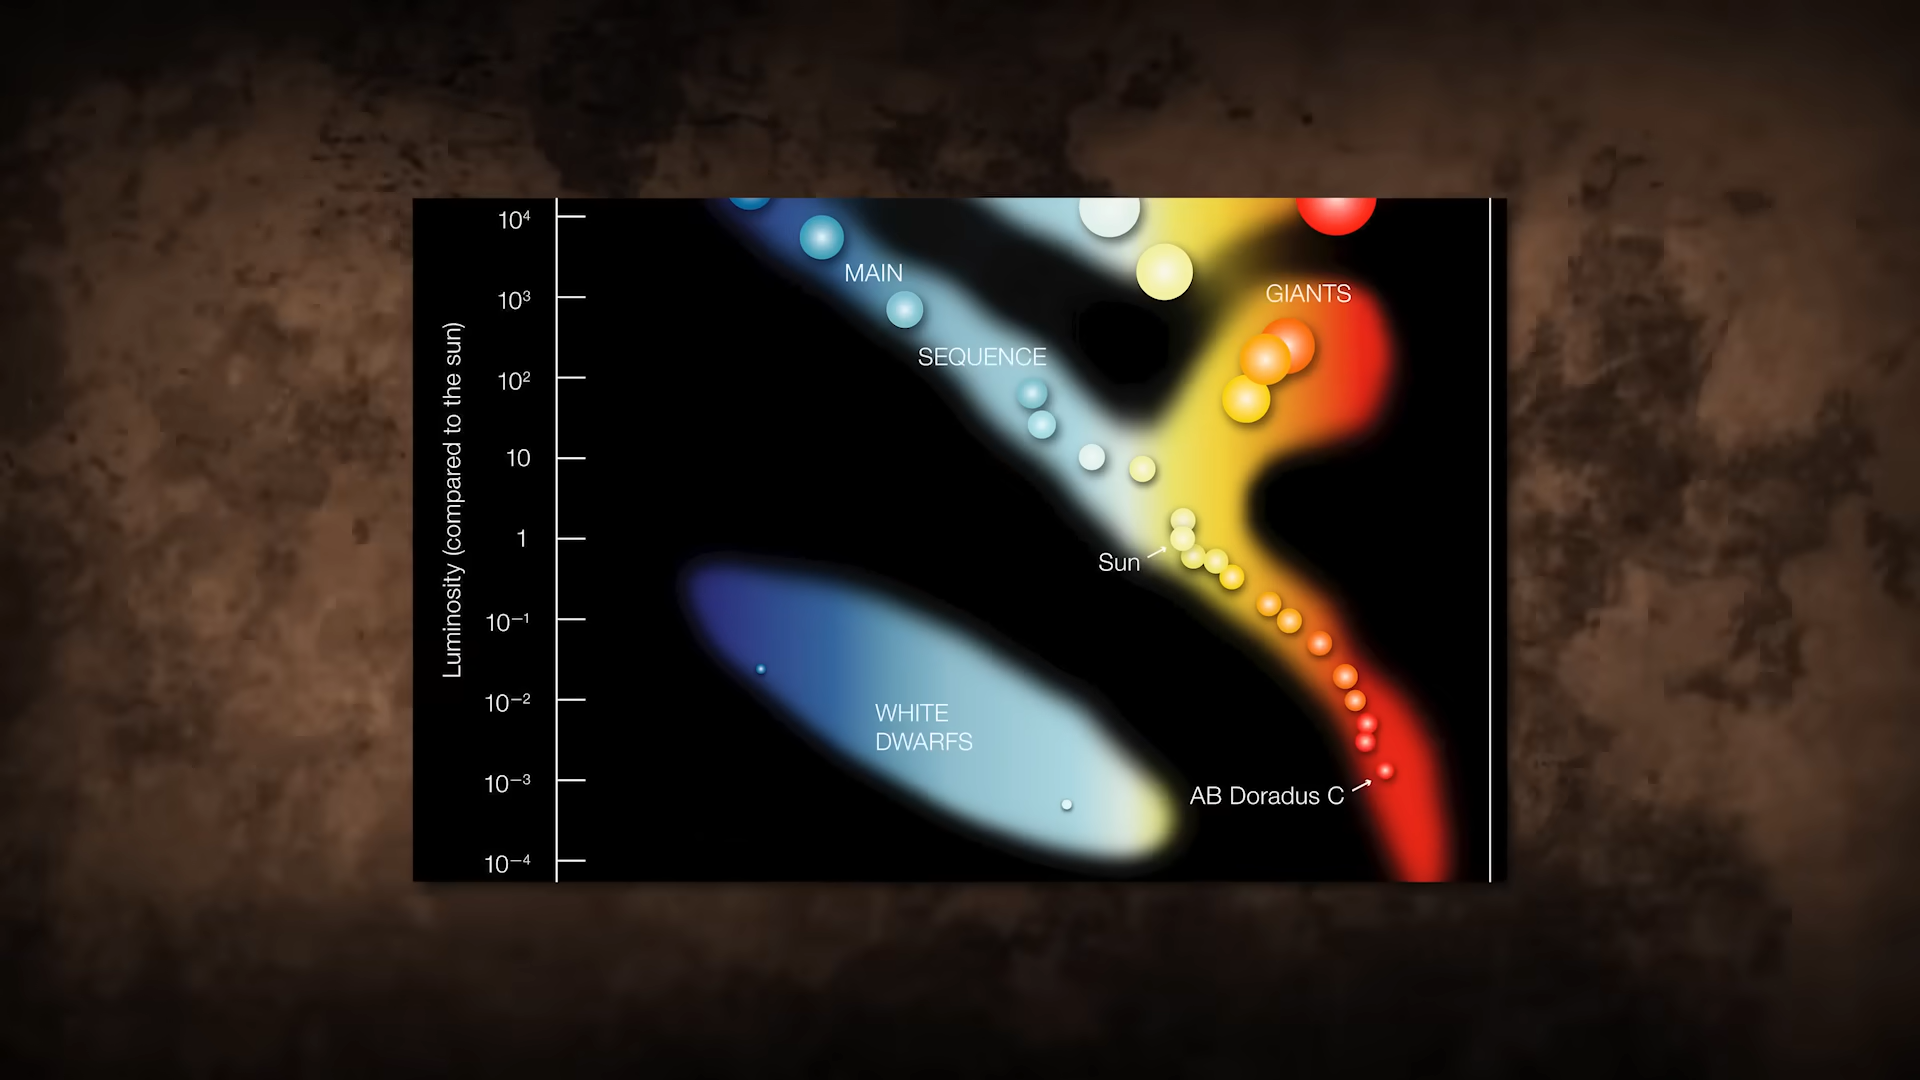 10⁴
10³
10²
10
1
10⁻¹
10⁻²
10⁻³
10⁻⁴
Luminosity (compared to the sun)
MAIN
SEQUENCE
GIANTS
Sun
WHITE
DWARFS
AB Doradus C